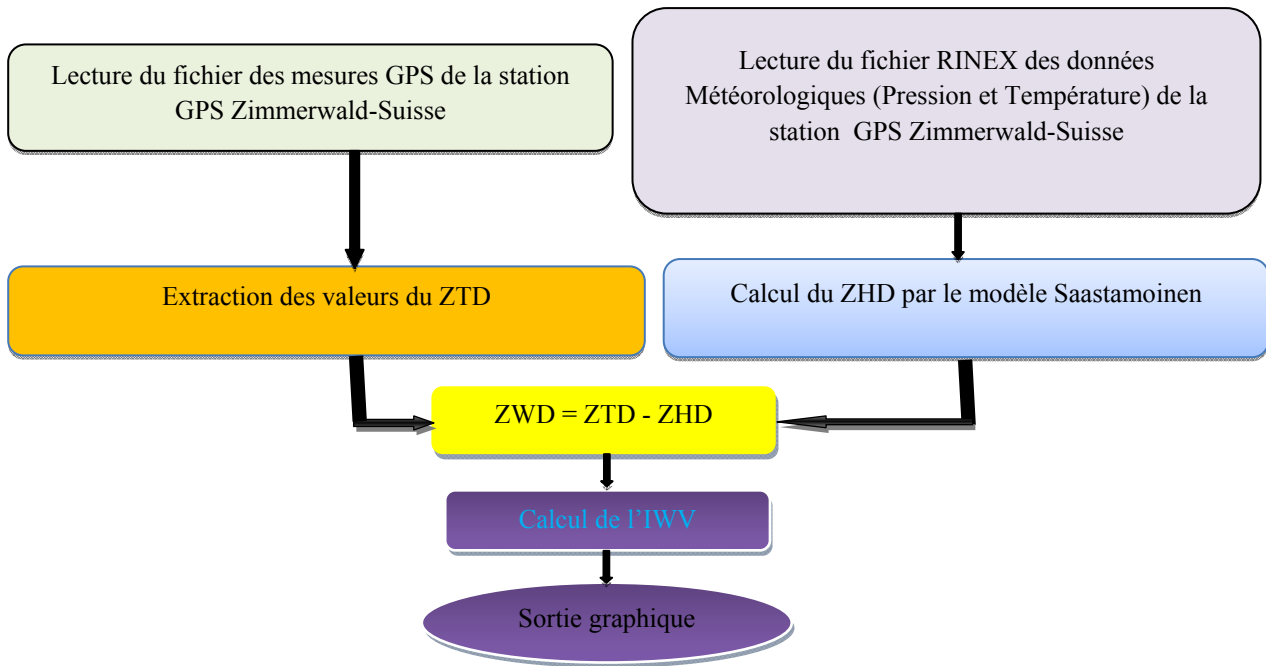 Lecture du fichier des mesures GPS de la station
GPS Zimmerwald-Suisse
Lecture du fichier RINEX des données
Météorologiques (Pression et Température) de la
station GPS Zimmerwald-Suisse
Extraction des valeurs du ZTD
Calcul du ZHD par le modèle Saastamoinen
ZWD = ZTD - ZHD
Calcul de l’IWV
Sortie graphique